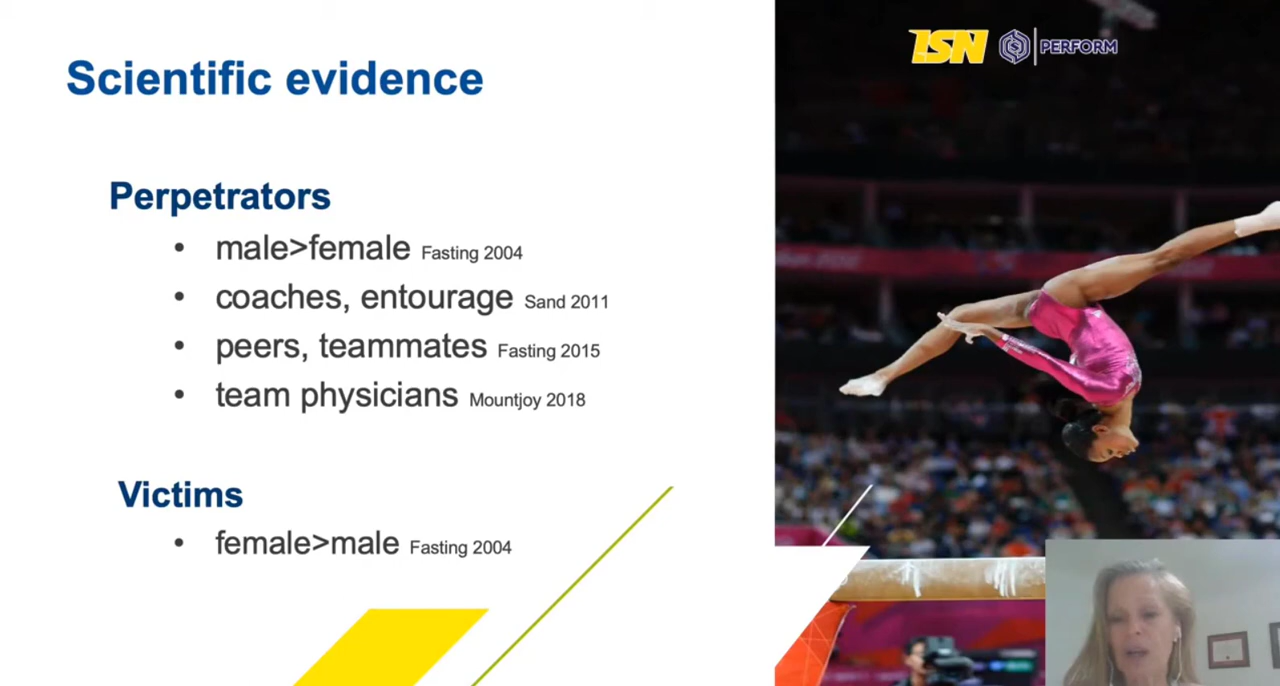 Scientific evidence
Perpetrators
• male>female Fasting 2004
• coaches, entourage Sand 2011
• peers, teammates Fasting 2015
• team physicians Mountjoy 2018
Victims
• female>male Fasting 2004
ISN PERFORM